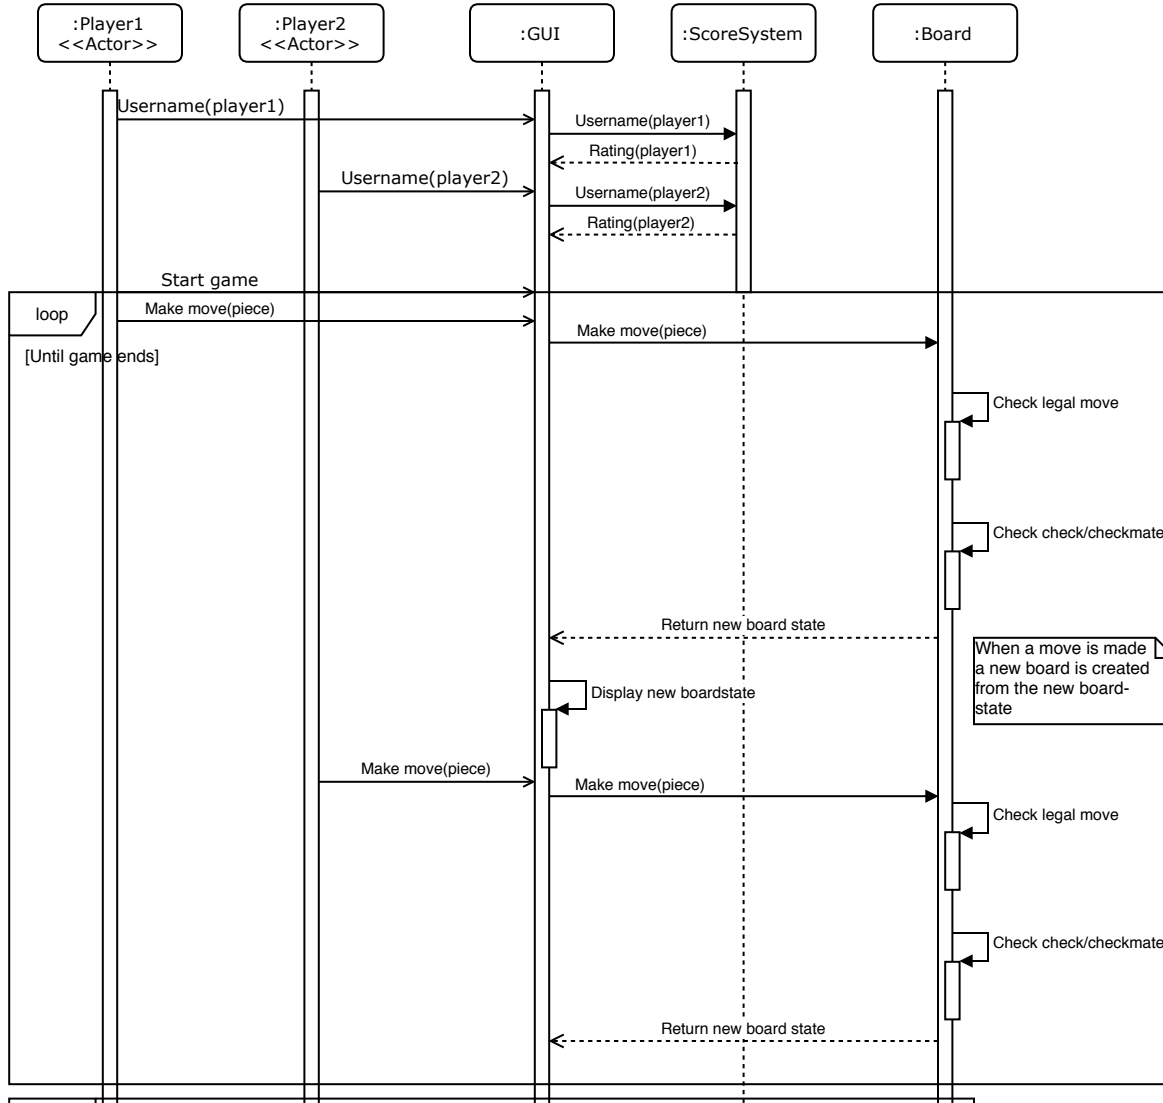 :Player1
<<Actor>>
:Player2
<<Actor>>
:GUI
:ScoreSystem
:Board
Username(player1)
Username(player1)
Rating(player1)
Username(player2)
Username(player2)
Rating(player2)
Start game
loop
Make move(piece)
Make move(piece)
[Until game ends]
Check legal move
Check check/checkmate
Return new board state
When a move is made
a new board is created
from the new board-
state
Display new boardstate
Make move(piece)
Make move(piece)
Check legal move
Check check/checkmate
Return new board state